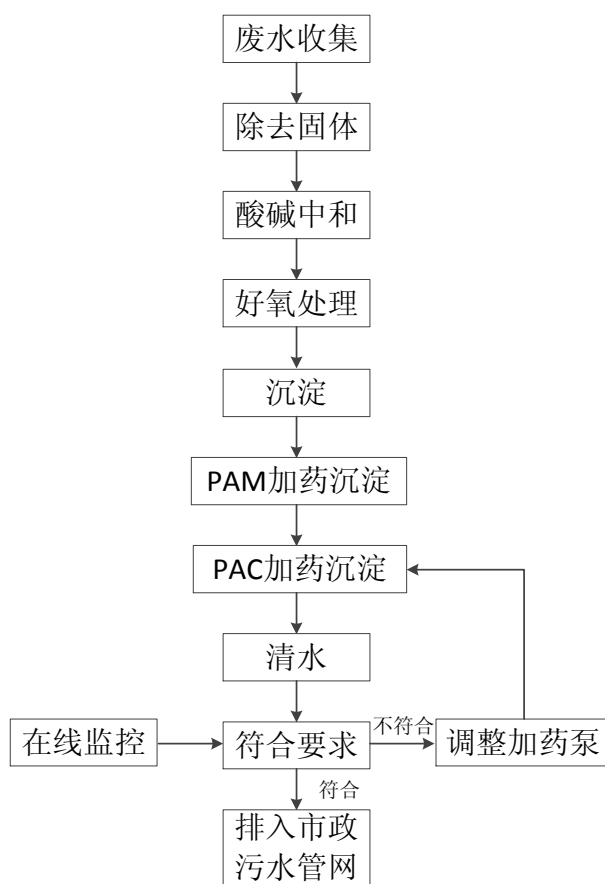 废水收集
除去固体
酸碱中和
好氧处理
沉淀
PAM加药沉淀
PAC加药沉淀
清水
在线监控
符合要求
不符合
调整加药泵
符合
排入市政
污水管网